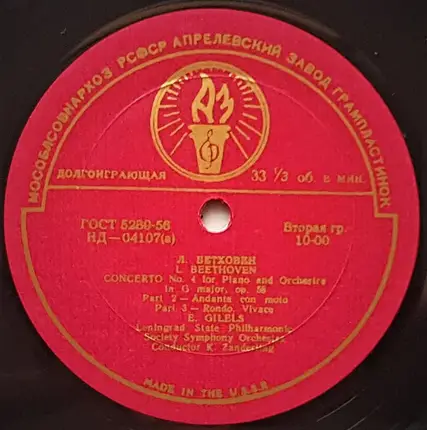 МОСОБЛСОВНАРХОЗ РСФСР АПРЕЛЕВСКИЙ ЗАВОД ГРАМПЛАСТИНОК
АЗ
ДОЛГОИГРАЮЩАЯ 33 ⅓ об. в мин.
ГОСТ 5289-56 Вторая гр.
НД—04107(а) 10-00
Л. БЕТХОВЕН
L. BEETHOVEN
CONCERTO No. 4 for Piano and Orchestra
in G major, op. 58
Part 2—Andante con moto
Part 3—Rondo. Vivace
E. GILELS
Leningrad State Philharmonic
Society Symphony Orchestra
Conductor K. Zanderling
MADE IN THE U.S.S.R